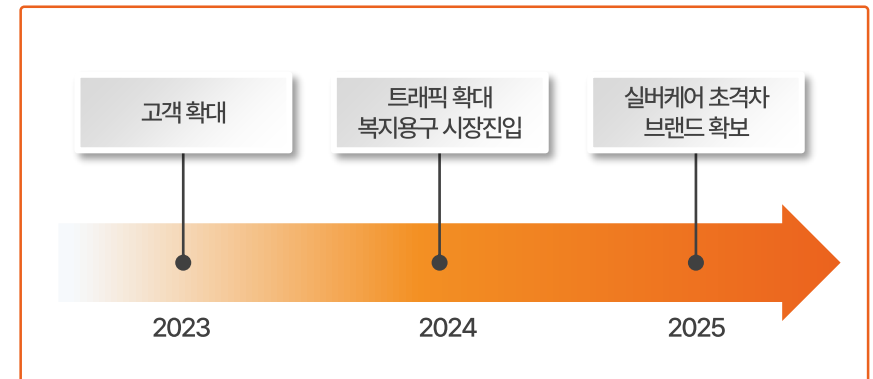 고객 확대
트래픽 확대
복지용구 시장진입
실버케어 초격차
브랜드 확보
2023
2024
2025